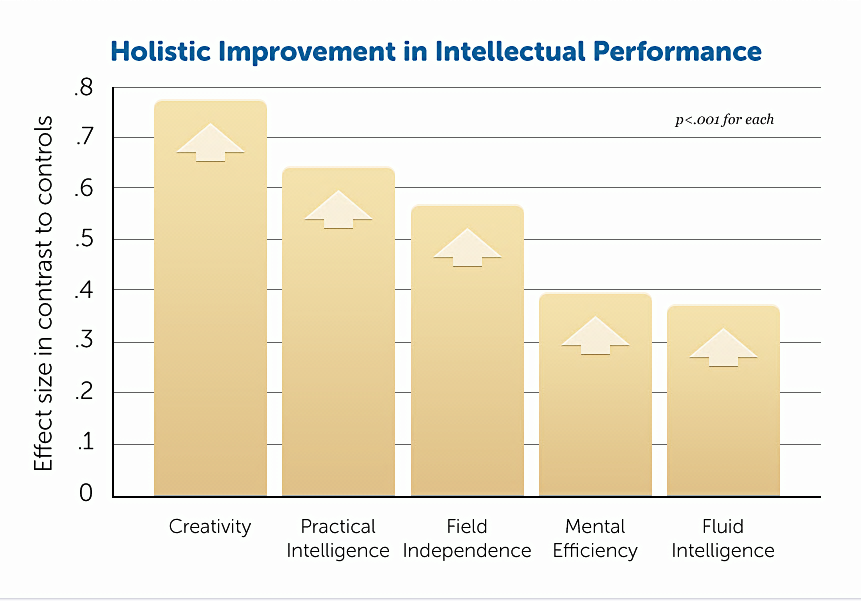 Holistic Improvement in Intellectual Performance
Effect size in contrast to controls
.8
.7
.6
.5
.4
.3
.2
.1
0
p<.001 for each
Creativity
Practical
Intelligence
Field
Independence
Mental
Efficiency
Fluid
Intelligence